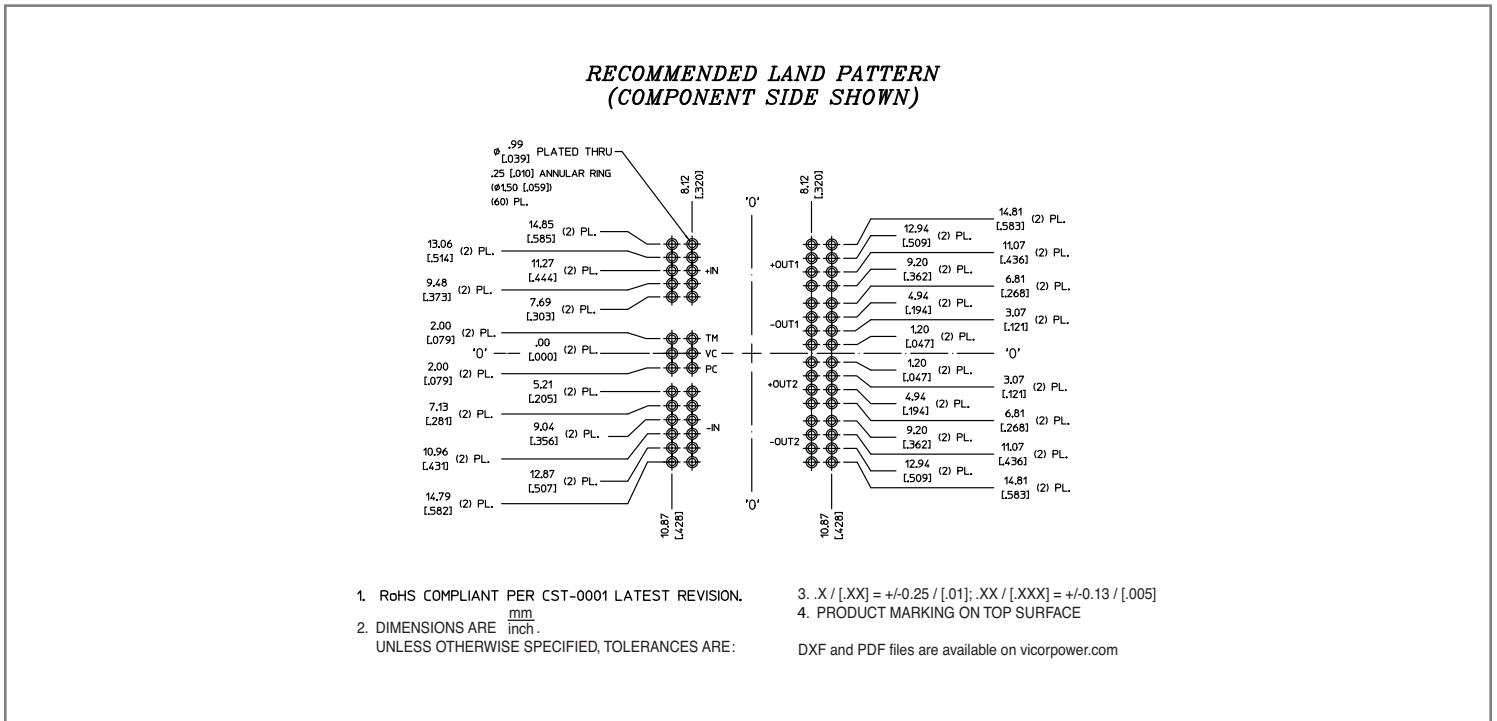 RECOMMENDED LAND PATTERN
(COMPONENT SIDE SHOWN)
ø .99
[.039] PLATED THRU
.25 [.010] ANNULAR RING
(ø1.50 [.059])
(60) PL.
8.12
[.320]
'0'
8.12
[.320]
14.85
[.585] (2) PL.
13.06
[.514] (2) PL.
11.27
[.444] (2) PL.
9.48
[.373] (2) PL.
7.69
[.303] (2) PL.
2.00
[.079] (2) PL.
'0'
.00
[.000] (2) PL.
2.00
[.079] (2) PL.
5.21
[.205] (2) PL.
7.13
[.281] (2) PL.
9.04
[.356] (2) PL.
10.96
[.431] (2) PL.
12.87
[.507] (2) PL.
14.79
[.582] (2) PL.
+IN
TM
VC
PC
-IN
10.87
[.428]
'0'
10.87
[.428]
+OUT1
-OUT1
+OUT2
-OUT2
14.81
[.583] (2) PL.
12.94
[.509] (2) PL.
11.07
[.436] (2) PL.
9.20
[.362] (2) PL.
6.81
[.268] (2) PL.
4.94
[.194] (2) PL.
3.07
[.121] (2) PL.
1.20
[.047] (2) PL.
'0'
1.20
[.047] (2) PL.
3.07
[.121] (2) PL.
4.94
[.194] (2) PL.
6.81
[.268] (2) PL.
9.20
[.362] (2) PL.
11.07
[.436] (2) PL.
12.94
[.509] (2) PL.
14.81
[.583] (2) PL.
1. RoHS COMPLIANT PER CST-0001 LATEST REVISION.
2. DIMENSIONS ARE mm
inch.
UNLESS OTHERWISE SPECIFIED, TOLERANCES ARE:
3. .X / [.XX] = +/-0.25 / [.01]; .XX / [.XXX] = +/-0.13 / [.005]
4. PRODUCT MARKING ON TOP SURFACE
DXF and PDF files are available on vicorpower.com